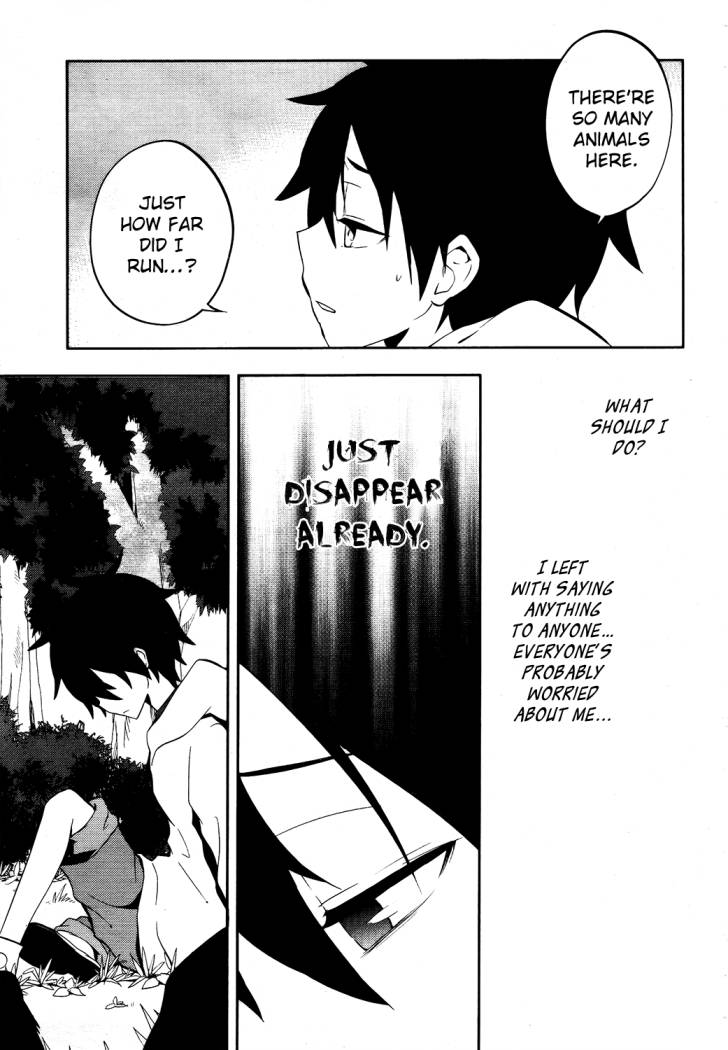 THERE'RE
SO MANY
ANIMALS
HERE.
JUST
HOW FAR
DID I
RUN...?
WHAT
SHOULD I
DO?
I LEFT
WITH SAYING
ANYTHING
TO ANYONE...
EVERYONE'S
PROBABLY
WORRIED
ABOUT ME...
JUST
DISAPPEAR
ALREADY.